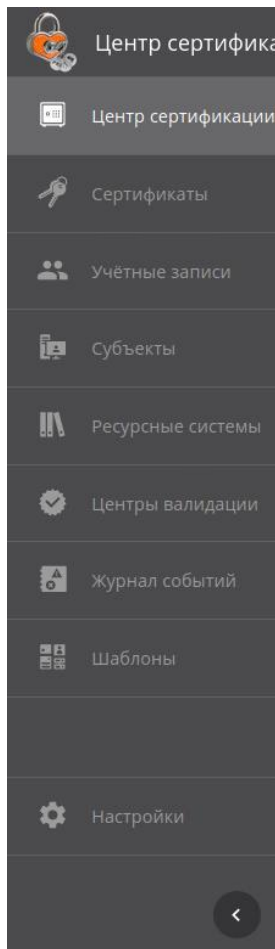 Центр сертифика
Центр сертификации
Сертификаты
Учётные записи
Субъекты
Ресурсные системы
Центры валидации
Журнал событий
Шаблоны
Настройки